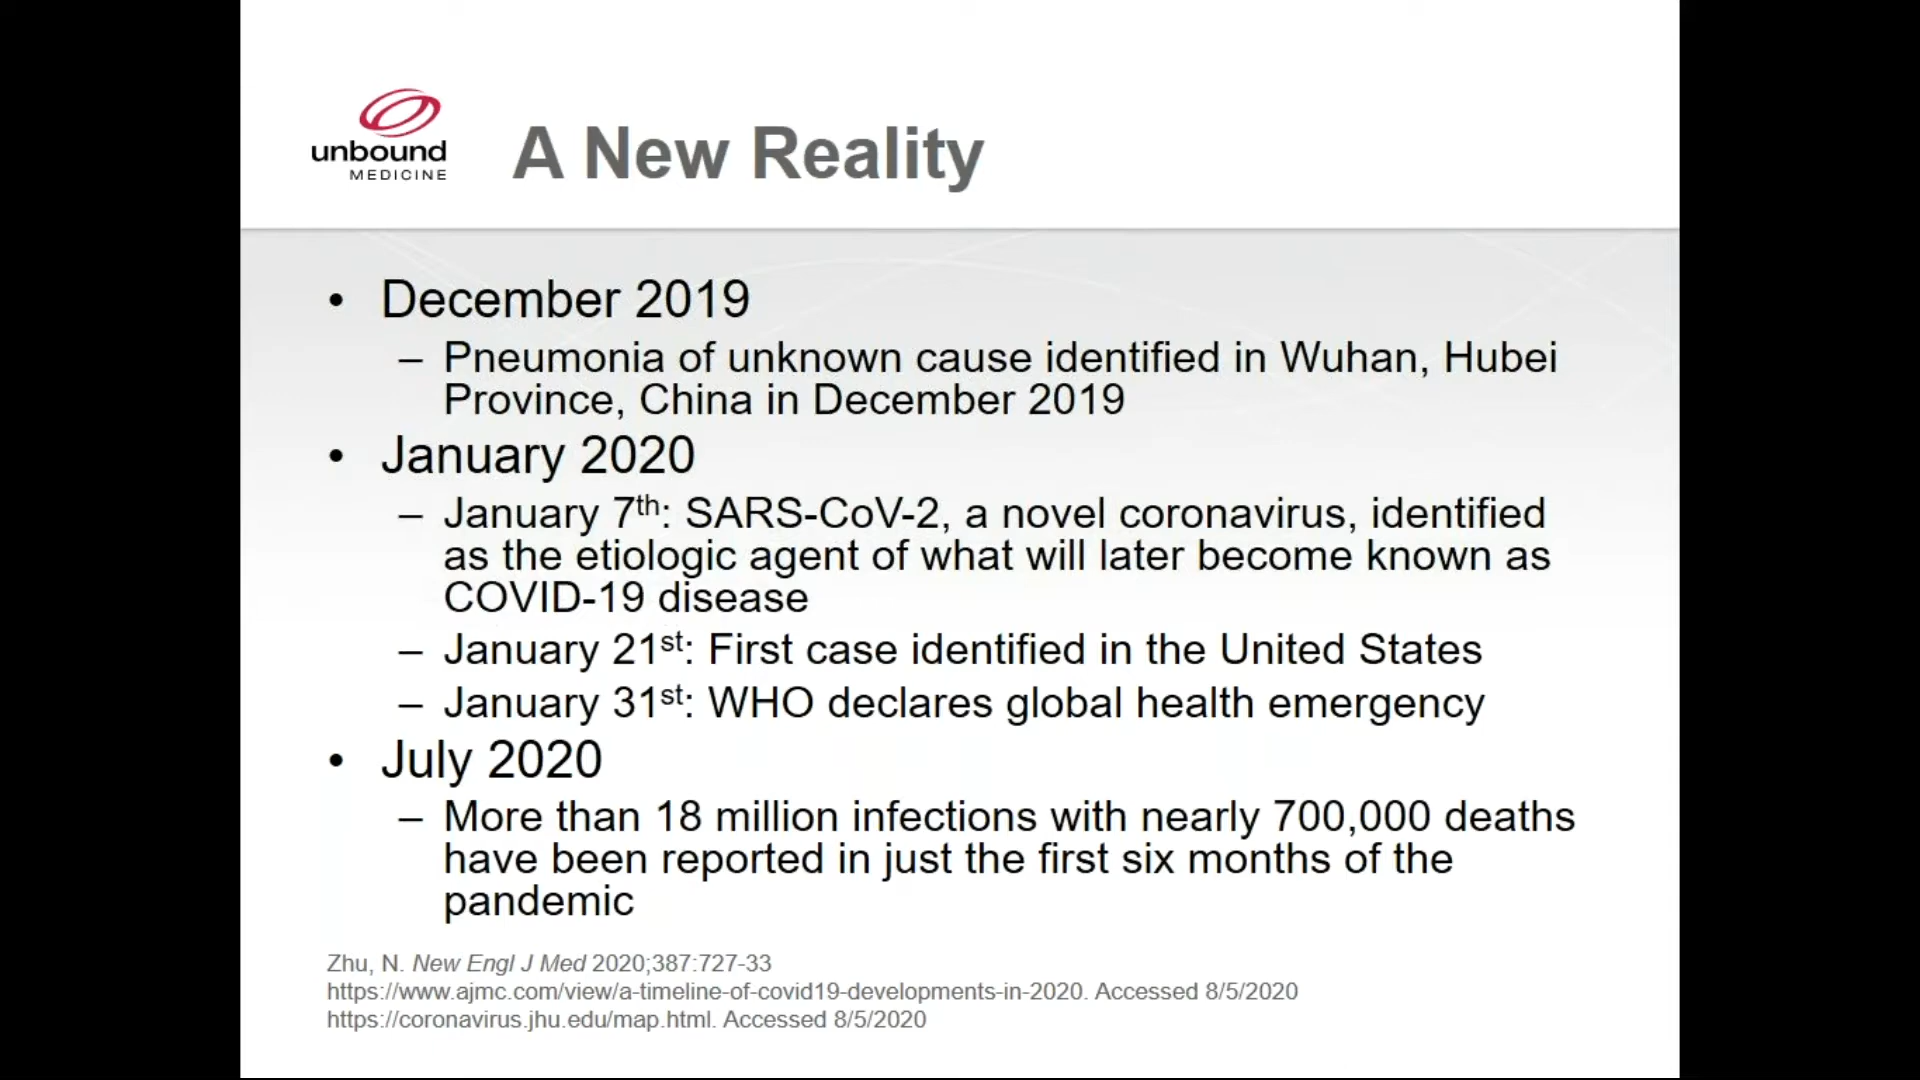 unbound
MEDICINE
A New Reality
• December 2019
– Pneumonia of unknown cause identified in Wuhan, Hubei
Province, China in December 2019
• January 2020
– January 7th: SARS-CoV-2, a novel coronavirus, identified
as the etiologic agent of what will later become known as
COVID-19 disease
– January 21st: First case identified in the United States
– January 31st: WHO declares global health emergency
• July 2020
– More than 18 million infections with nearly 700,000 deaths
have been reported in just the first six months of the
pandemic
Zhu, N. New Engl J Med 2020;387:727-33
https://www.ajmc.com/view/a-timeline-of-covid19-developments-in-2020. Accessed 8/5/2020
https://coronavirus.jhu.edu/map.html. Accessed 8/5/2020